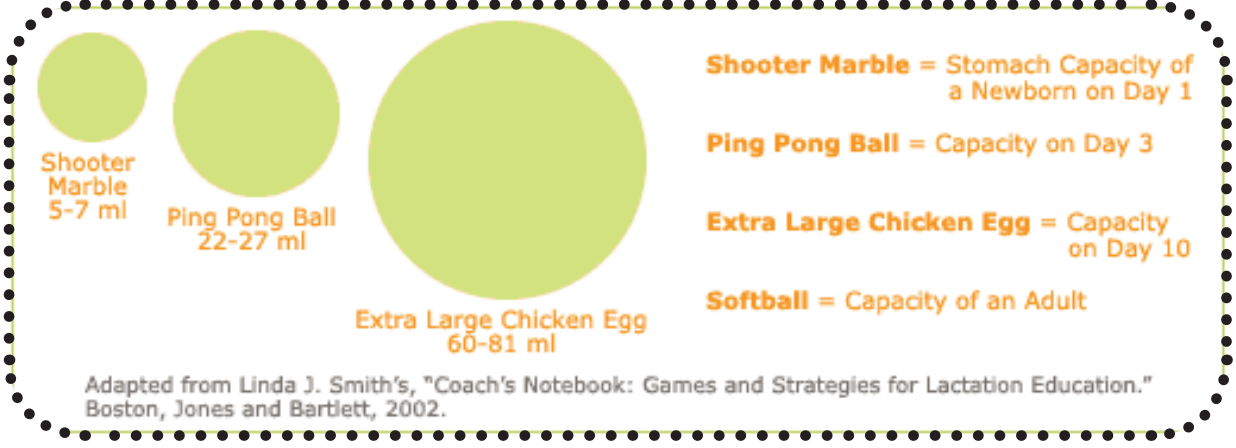 Shooter
Marble
5-7 ml
Ping Pong Ball
22-27 ml
Extra Large Chicken Egg
60-81 ml
Shooter Marble = Stomach Capacity of
a Newborn on Day 1
Ping Pong Ball = Capacity on Day 3
Extra Large Chicken Egg = Capacity
on Day 10
Softball = Capacity of an Adult
Adapted from Linda J. Smith's, "Coach's Notebook: Games and Strategies for Lactation Education."
Boston, Jones and Bartlett, 2002.